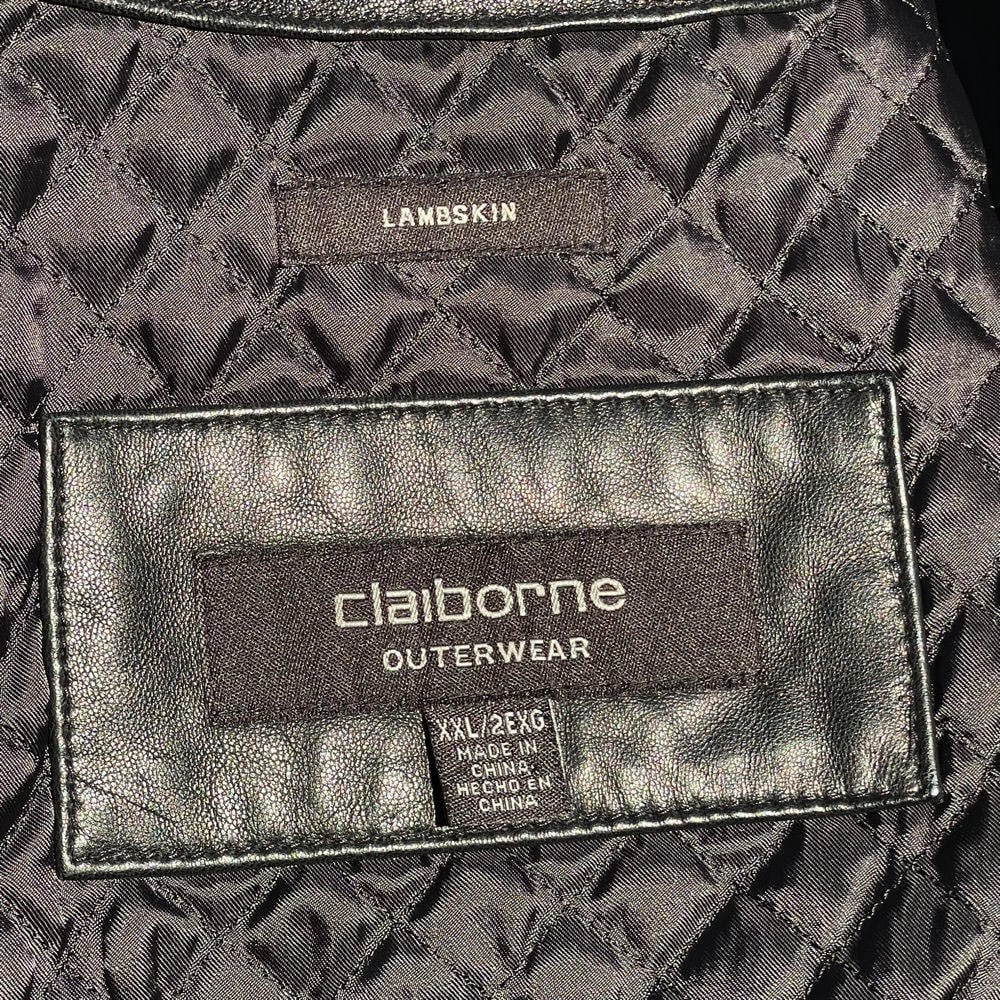 LAMBSKIN
claiborne
OUTERWEAR
XXL/2EXG
MADE IN
CHINA
HECHO EN
CHINA